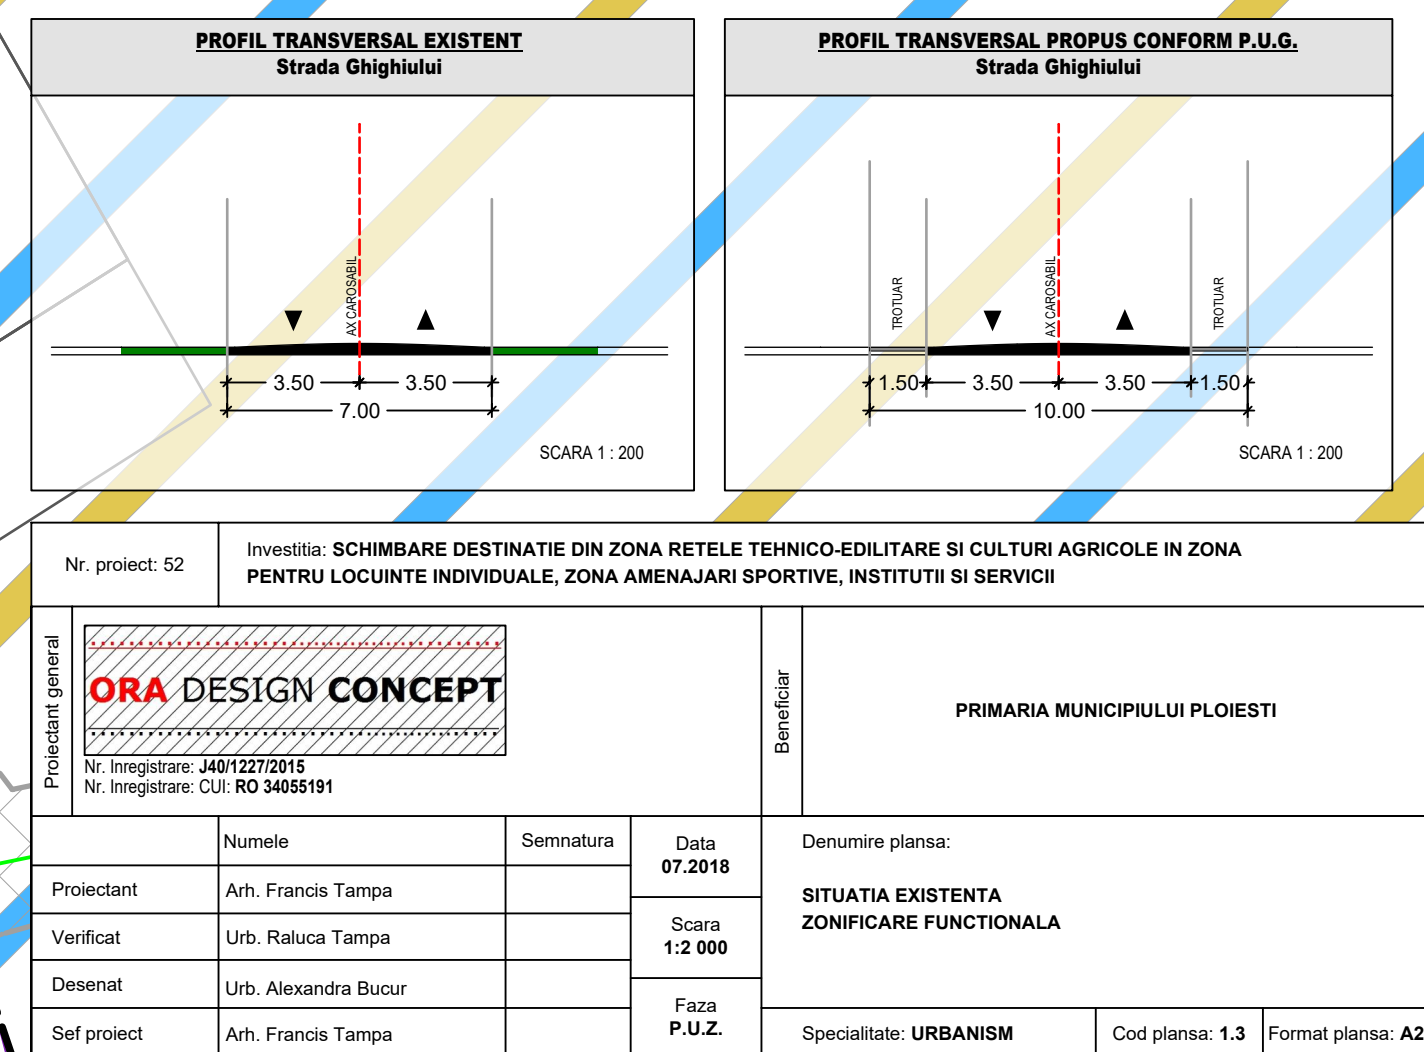 PROFIL TRANSVERSAL EXISTENT
Strada Ghighiului
AX CAROSABIL
3.50
3.50
7.00
SCARA 1 : 200
PROFIL TRANSVERSAL PROPUS CONFORM P.U.G.
Strada Ghighiului
TROTUAR
AX CAROSABIL
TROTUAR
1.50
3.50
3.50
1.50
10.00
SCARA 1 : 200
Nr. proiect: 52
Investitia: SCHIMBARE DESTINATIE DIN ZONA RETELE TEHNICO-EDILITARE SI CULTURI AGRICOLE IN ZONA
PENTRU LOCUINTE INDIVIDUALE, ZONA AMENAJARI SPORTIVE, INSTITUTII SI SERVICII
Proiectant general
ORA DESIGN CONCEPT
Nr. Inregistrare: J40/1227/2015
Nr. Inregistrare: CUI: RO 34055191
Beneficiar
PRIMARIA MUNICIPIULUI PLOIESTI
Numele
Semnatura
Proiectant
Arh. Francis Tampa
Verificat
Urb. Raluca Tampa
Desenat
Urb. Alexandra Bucur
Sef proiect
Arh. Francis Tampa
Data
07.2018
Scara
1:2 000
Faza
P.U.Z.
Denumire plansa:
SITUATIA EXISTENTA
ZONIFICARE FUNCTIONALA
Specialitate: URBANISM
Cod plansa: 1.3
Format plansa: A2